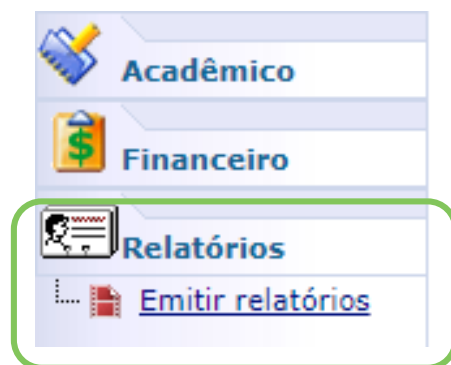 Acadêmico
Financeiro
Relatórios
Emitir relatórios